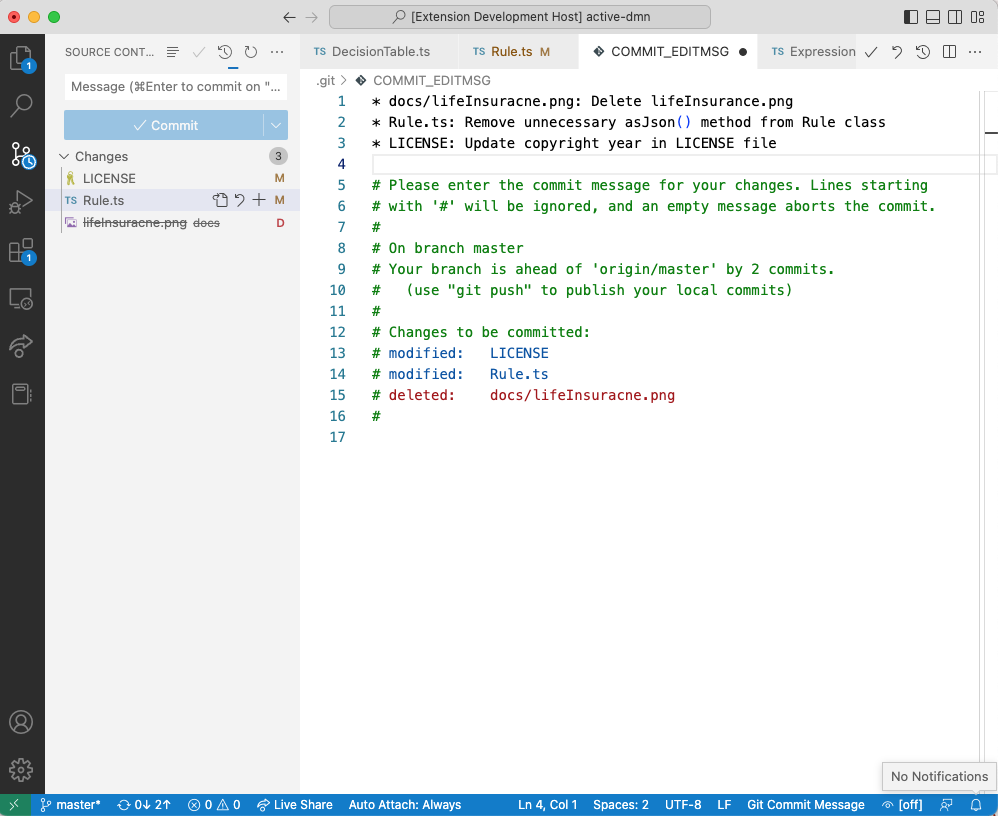 [Extension Development Host] active-dmn
SOURCE CONT...
TS DecisionTable.ts
TS Rule.ts M
COMMIT_EDITMSG
TS Expression
Message (⌘Enter to commit on "...
.git > COMMIT_EDITMSG
Commit
Changes 3
LICENSE M
TS Rule.ts M
lifeInsuracne.png docs D
1
1
1 * docs/lifeInsuracne.png: Delete lifeInsurance.png
2 * Rule.ts: Remove unnecessary asJson() method from Rule class
3 * LICENSE: Update copyright year in LICENSE file
4
5 # Please enter the commit message for your changes. Lines starting
6 # with '#' will be ignored, and an empty message aborts the commit.
7 #
8 # On branch master
9 # Your branch is ahead of 'origin/master' by 2 commits.
10 #   (use "git push" to publish your local commits)
11 #
12 # Changes to be committed:
13 # modified:   LICENSE
14 # modified:   Rule.ts
15 # deleted:    docs/lifeInsuracne.png
16 #
17
No Notifications
master* 0↓ 2↑ 0 0 Live Share Auto Attach: Always Ln 4, Col 1 Spaces: 2 UTF-8 LF Git Commit Message [off]